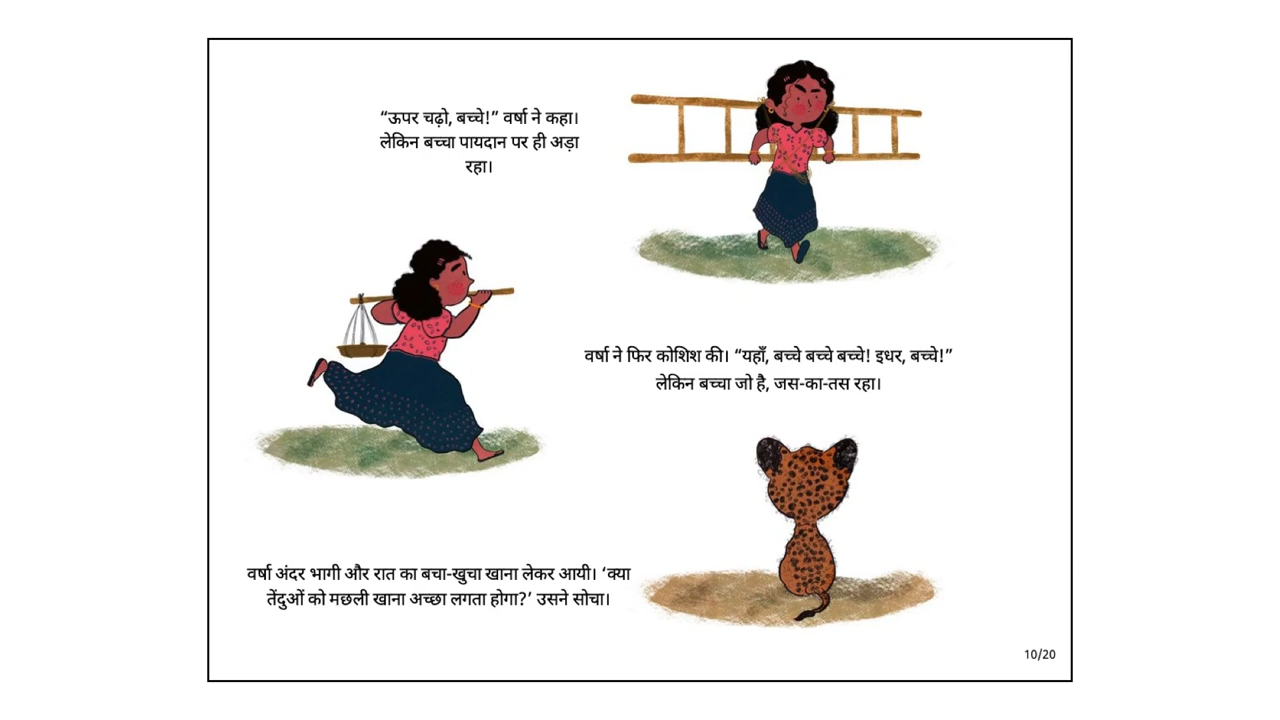 “ऊपर चढ़ो, बच्चे!” वर्षा ने कहा।
लेकिन बच्चा पायदान पर ही अड़ा
रहा।
वर्षा ने फिर कोशिश की। “यहाँ, बच्चे बच्चे बच्चे! इधर, बच्चे!”
लेकिन बच्चा जो है, जस-का-तस रहा।
वर्षा अंदर भागी और रात का बचा-खुचा खाना लेकर आयी। ‘क्या
तेंदुओं को मछली खाना अच्छा लगता होगा?’ उसने सोचा।
10/20